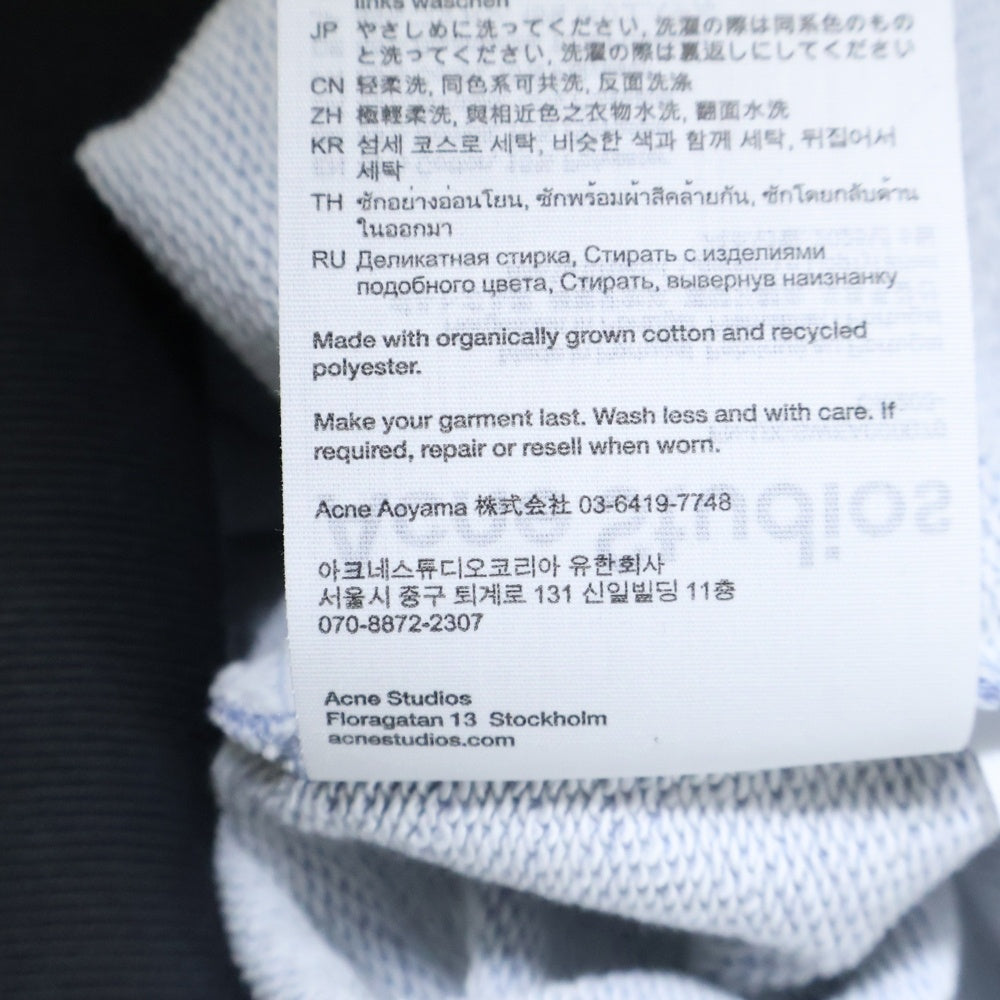 links waschen
JP やさしめに洗ってください, 洗濯の際は同系色のもの
と洗ってください, 洗濯の際は裏返しにしてください
CN 轻柔洗, 同色系可共洗, 反面洗涤
ZH 極輕柔洗, 與相近色之衣物水洗, 翻面水洗
KR 섬세 코스로 세탁, 비슷한 색과 함께 세탁, 뒤집어서
세탁
TH ซักอย่างอ่อนโยน, ซักพร้อมผ้าสีคล้ายกัน, ซักโดยกลับด้าน
ในออกมา
RU Деликатная стирка, Стирать с изделиями
подобного цвета, Стирать, вывернув наизнанку
Made with organically grown cotton and recycled
polyester.
Make your garment last. Wash less and with care. If
required, repair or resell when worn.
Acne Aoyama 株式会社 03-6419-7748
아크네스튜디오코리아 유한회사
서울시 중구 퇴계로 131 신일빌딩 11층
070-8872-2307
Acne Studios
Floragatan 13 Stockholm
acnestudios.com